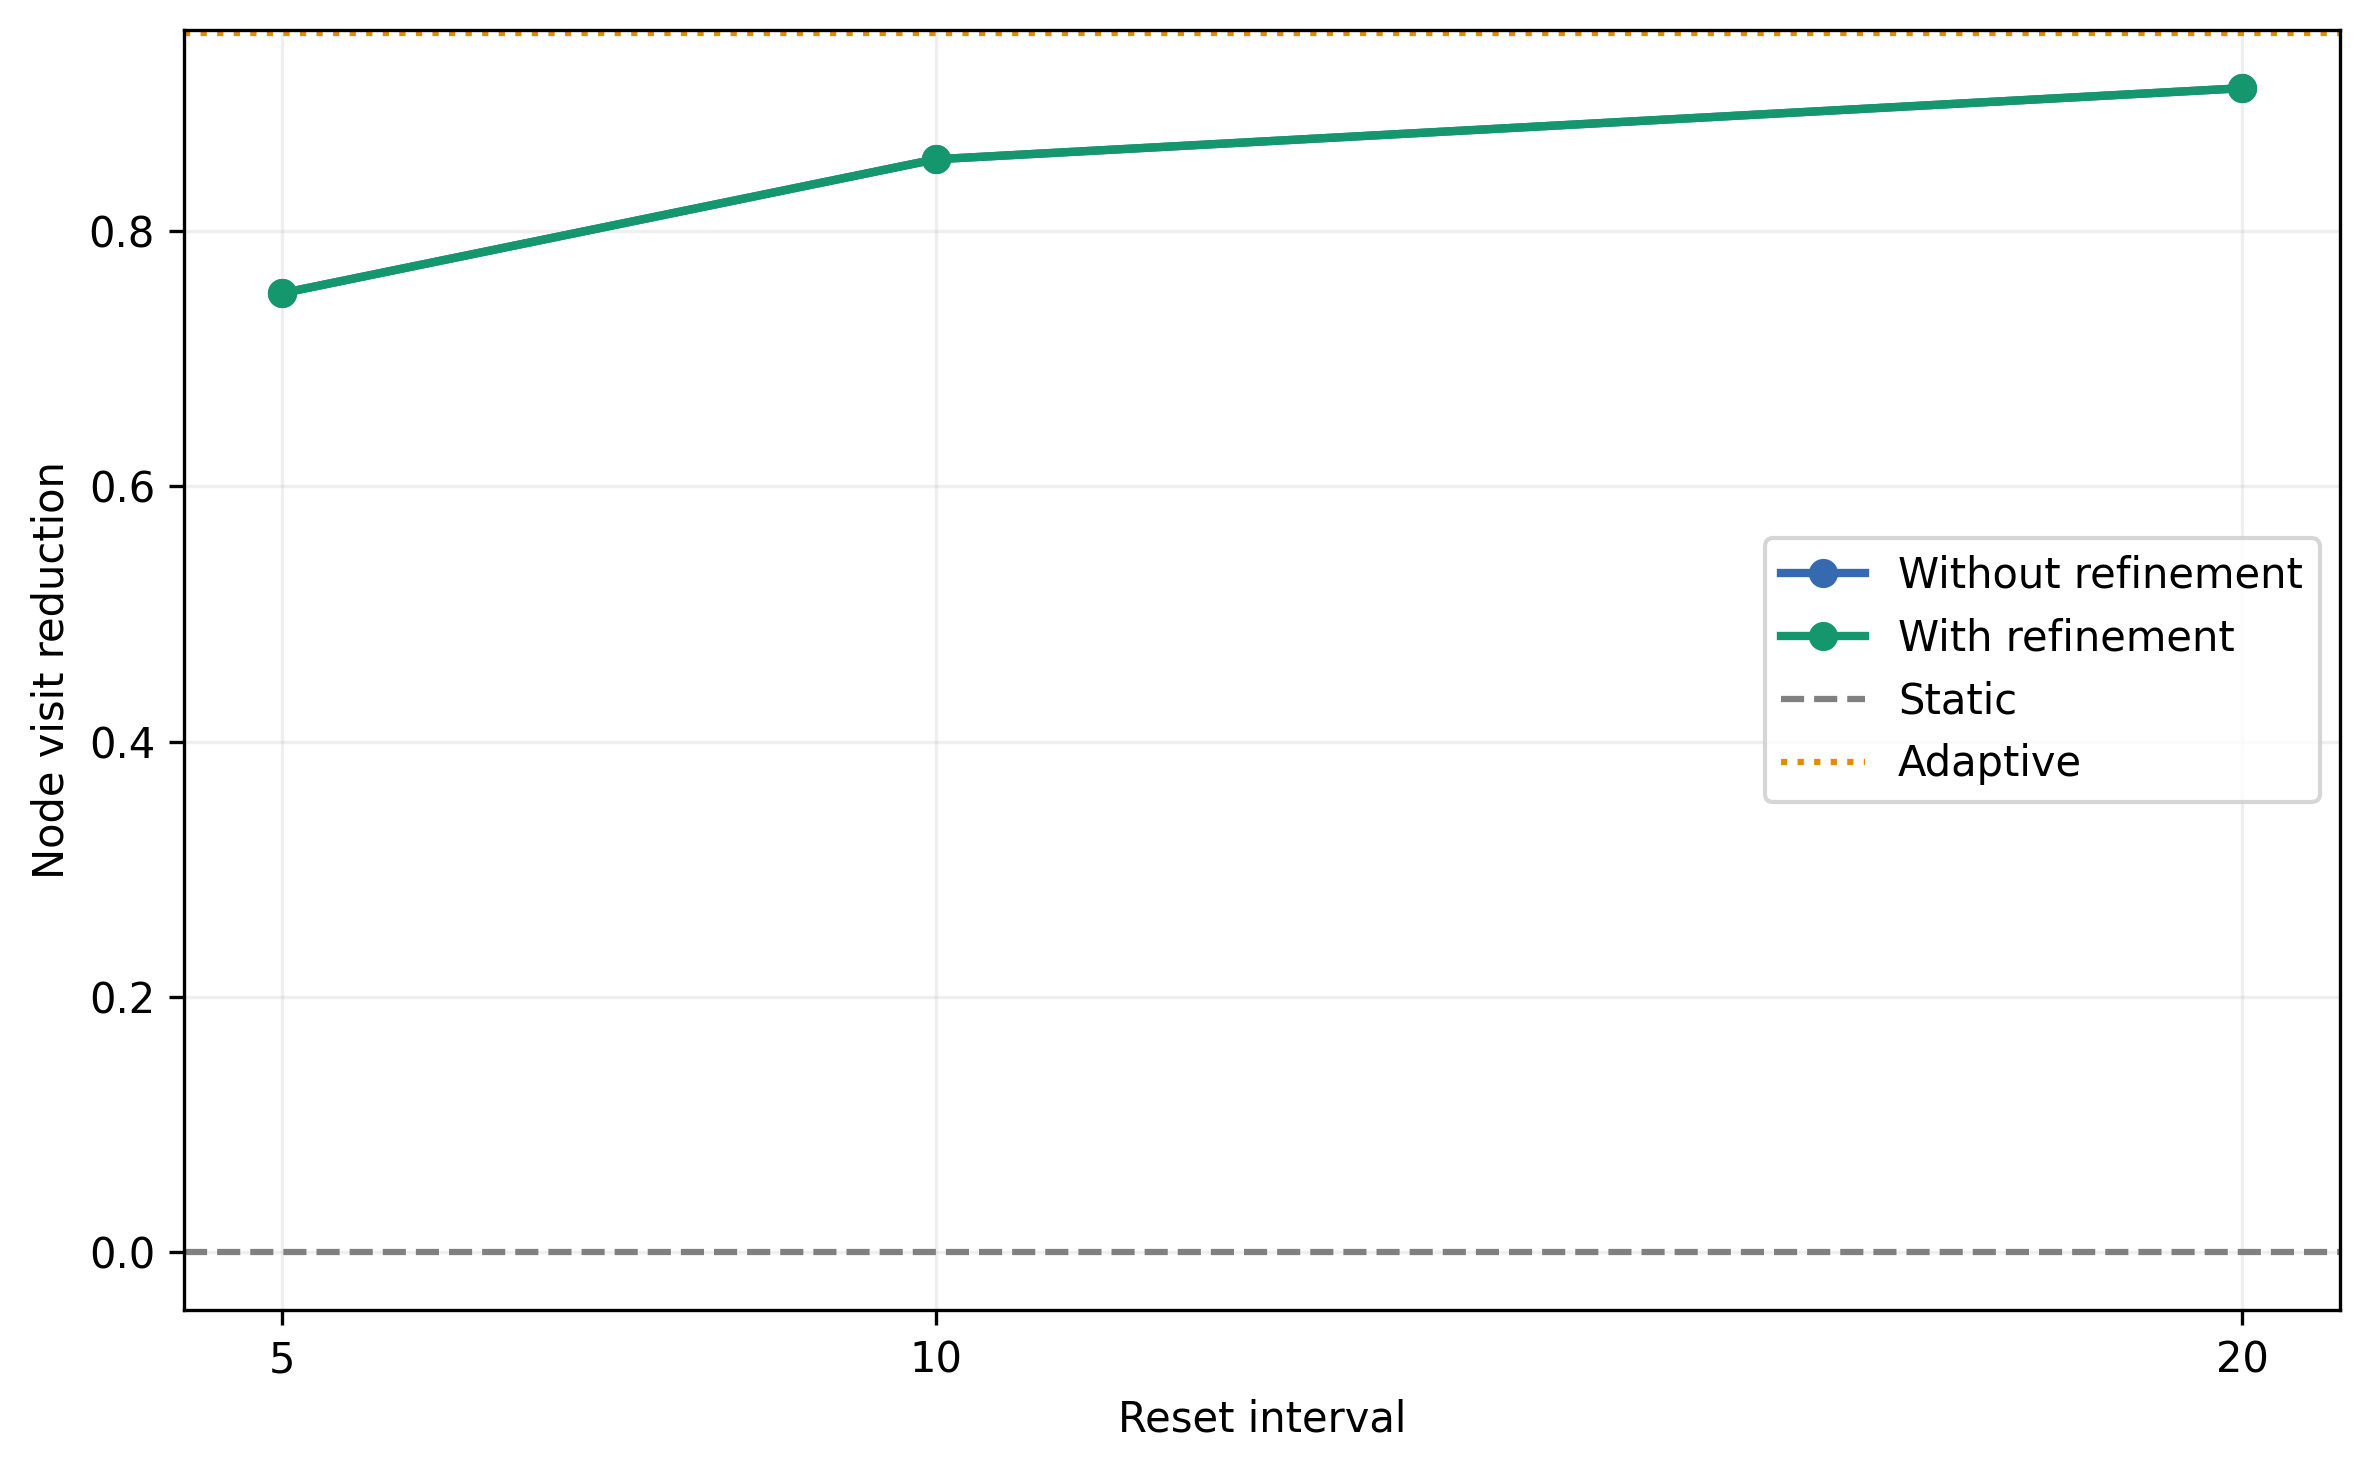 Node visit reduction
0.8
0.6
0.4
0.2
0.0
Without refinement
With refinement
Static
Adaptive
5
10
20
Reset interval